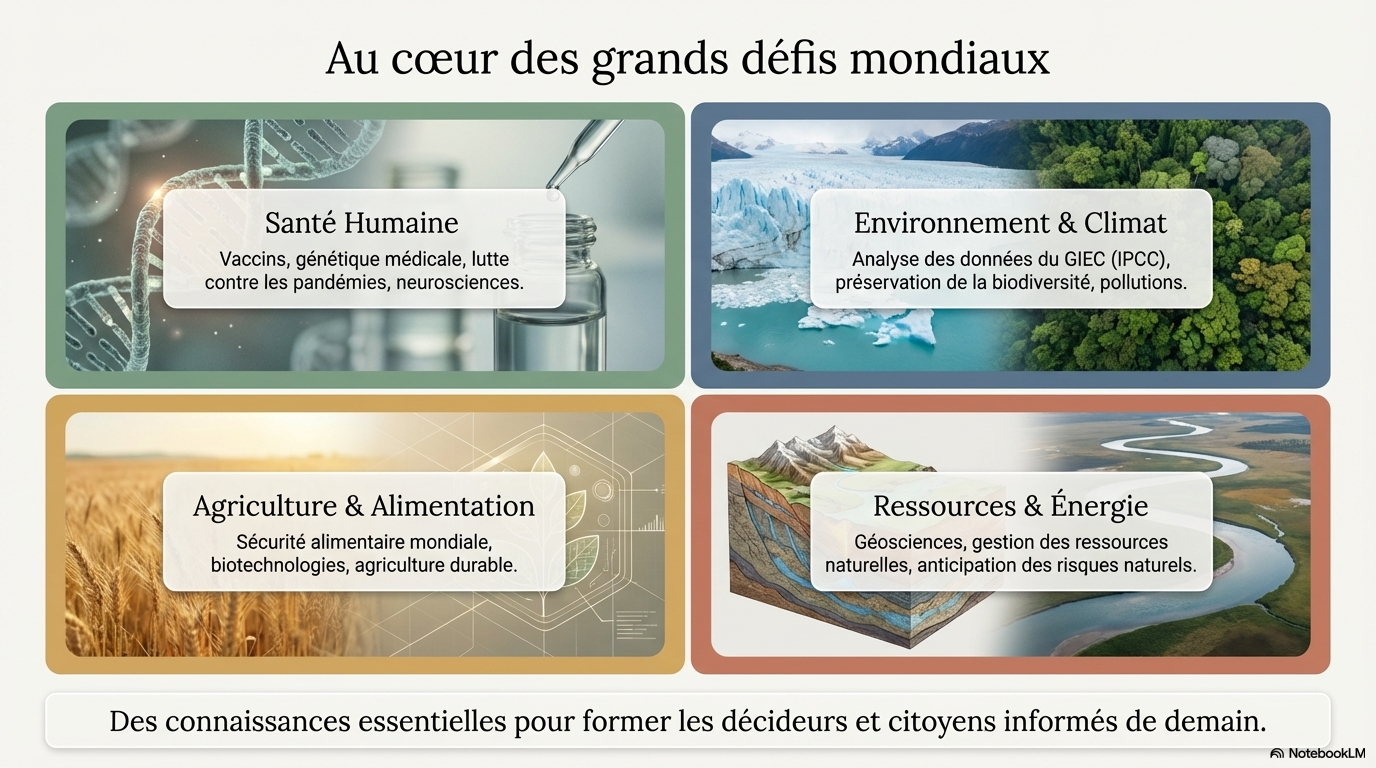 Au cœur des grands défis mondiaux
Santé Humaine
Vaccins, génétique médicale, lutte
contre les pandémies, neurosciences.
Environnement & Climat
Analyse des données du GIEC (IPCC),
préservation de la biodiversité, pollutions.
Agriculture & Alimentation
Sécurité alimentaire mondiale,
biotechnologies, agriculture durable.
Ressources & Énergie
Géosciences, gestion des ressources
naturelles, anticipation des risques naturels.
Des connaissances essentielles pour former les décideurs et citoyens informés de demain.
NotebookLM